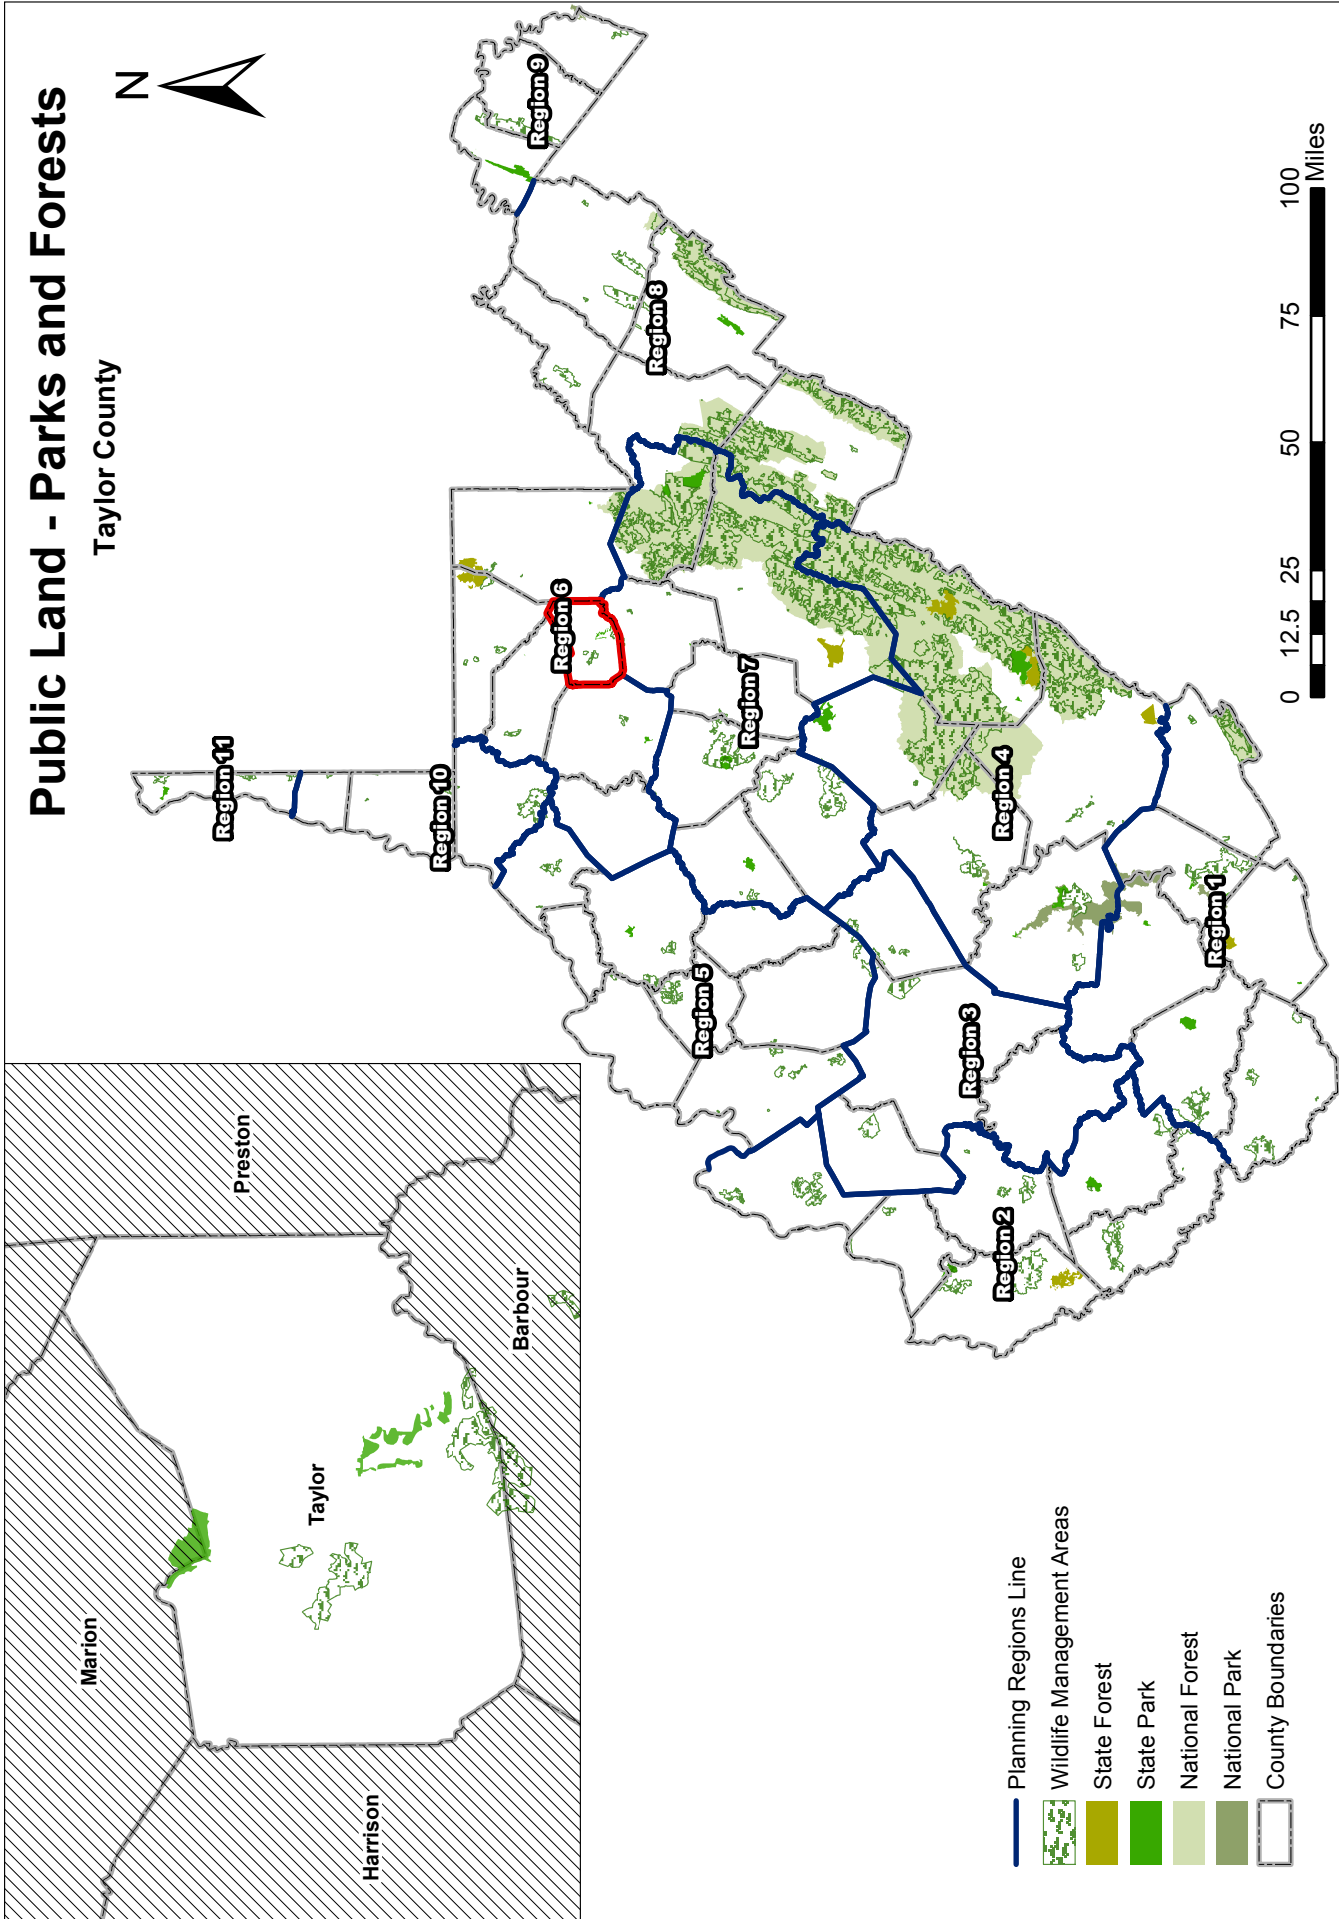 Public Land - Parks and Forests
Taylor County
N
Marion
Preston
Harrison
Taylor
Barbour
Region 11
Region 10
Region 9
Region 6
Region 8
Region 5
Region 7
Region 3
Region 4
Region 2
Region 1
Planning Regions Line
Wildlife Management Areas
State Forest
State Park
National Forest
National Park
County Boundaries
0 12.5 25 50 75 100
Miles